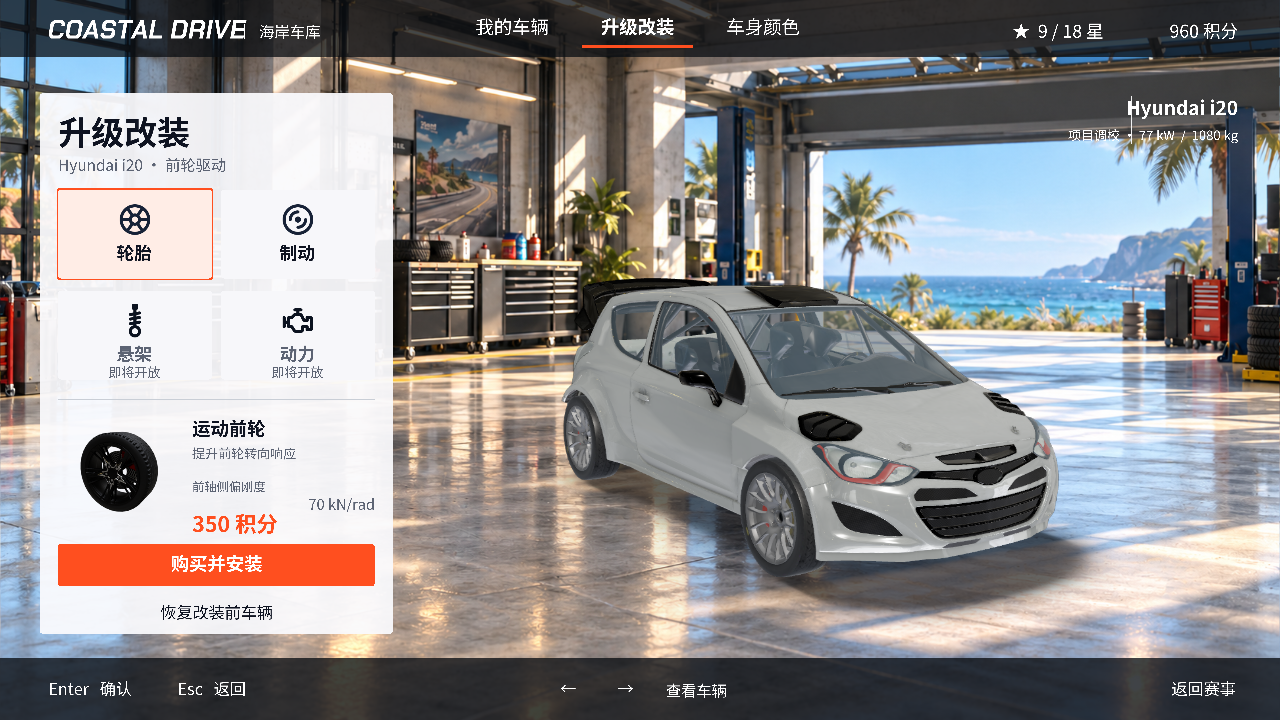 COASTAL DRIVE 海岸车库
我的车辆 升级改装 车身颜色
★ 9 / 18 星 960 积分
Hyundai i20
项目调校 · 77 kW / 1080 kg
升级改装
Hyundai i20 · 前轮驱动
轮胎
制动
悬架
即将开放
动力
即将开放
运动前轮
提升前轮转向响应
前轴侧偏刚度
70 kN/rad
350 积分
购买并安装
恢复改装前车辆
Enter 确认 Esc 返回
← → 查看车辆
返回赛事